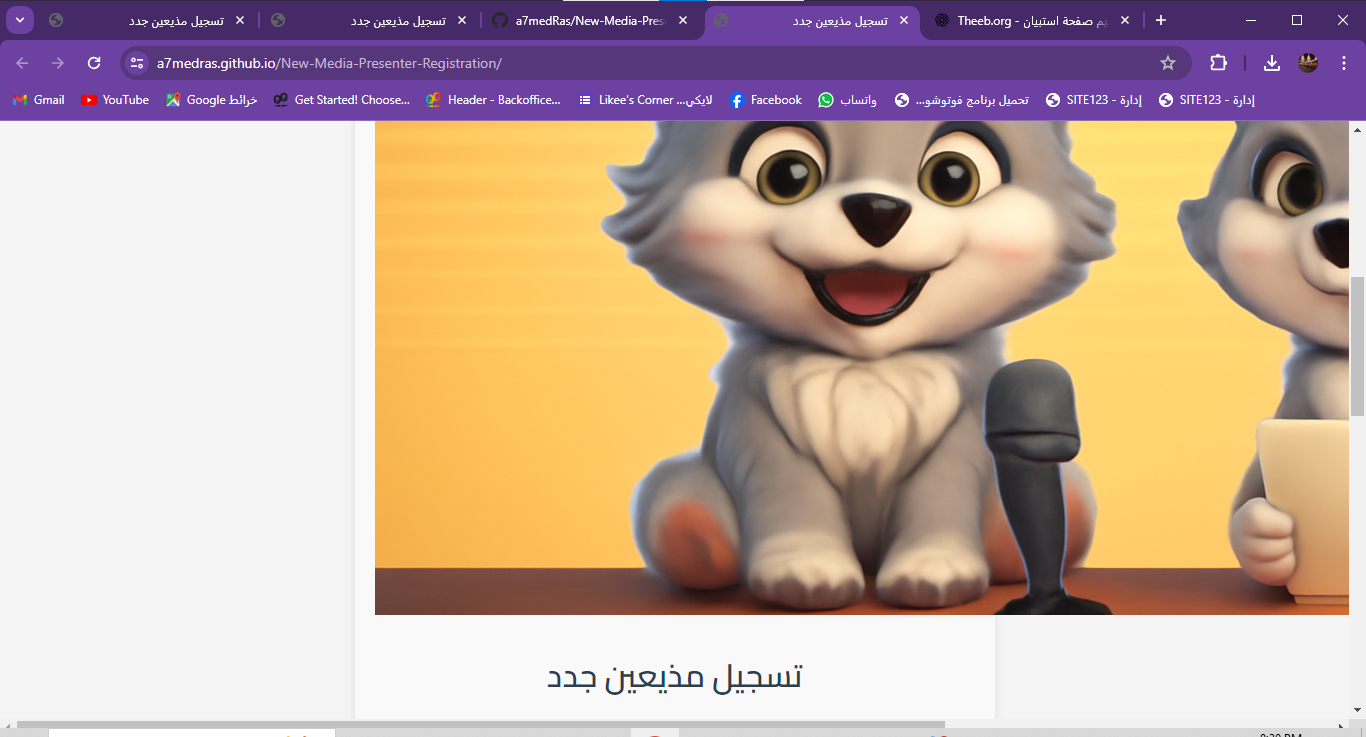 تسجيل مذيعين جدد
تسجيل مذيعين جدد
a7medRas/New-Media-Pres
تسجيل مذيعين جدد
Theeb.org - يم صفحة استبيان
a7medras.github.io/New-Media-Presenter-Registration/
Gmail
YouTube
خرائط Google
Get Started! Choose...
Header - Backoffice...
Likee's Corner ...لايكي
Facebook
واتساب
تحميل برنامج فوتوشو...
إدارة - SITE123
إدارة - SITE123
تسجيل مذيعين جدد